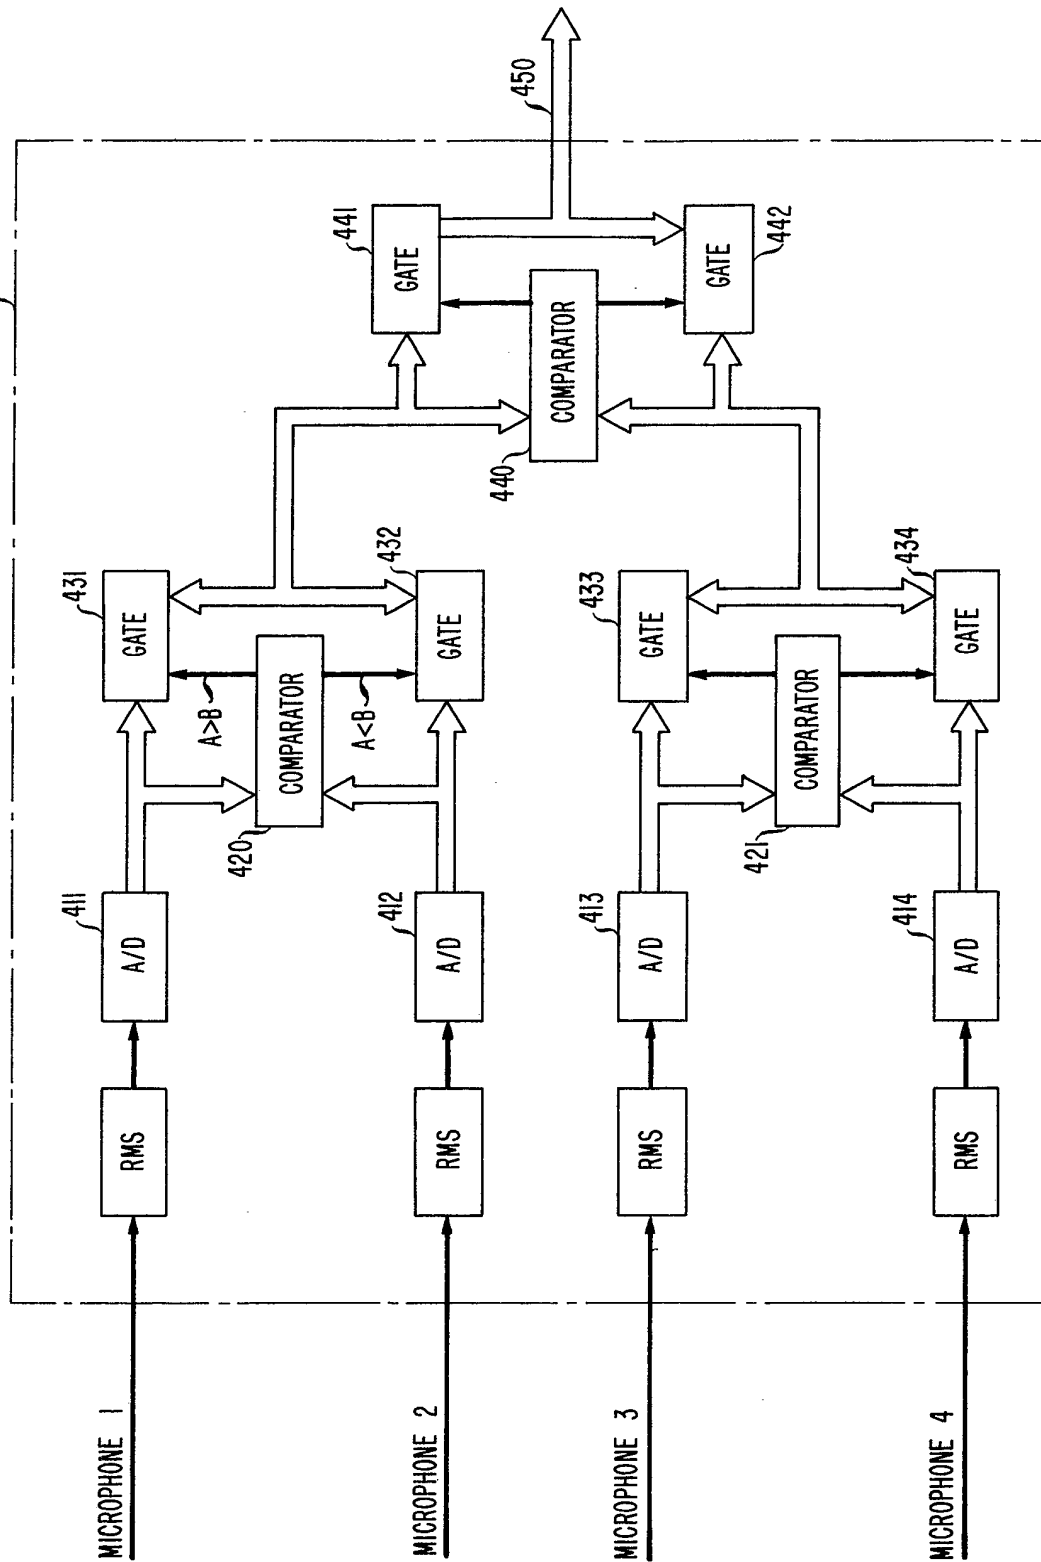 MICROPHONE 1
RMS
A/D
411
GATE
431
A>B
COMPARATOR
420
A<B
MICROPHONE 2
RMS
A/D
412
GATE
432
GATE
441
COMPARATOR
440
GATE
442
450
MICROPHONE 3
RMS
A/D
413
GATE
433
COMPARATOR
421
MICROPHONE 4
RMS
A/D
414
GATE
434